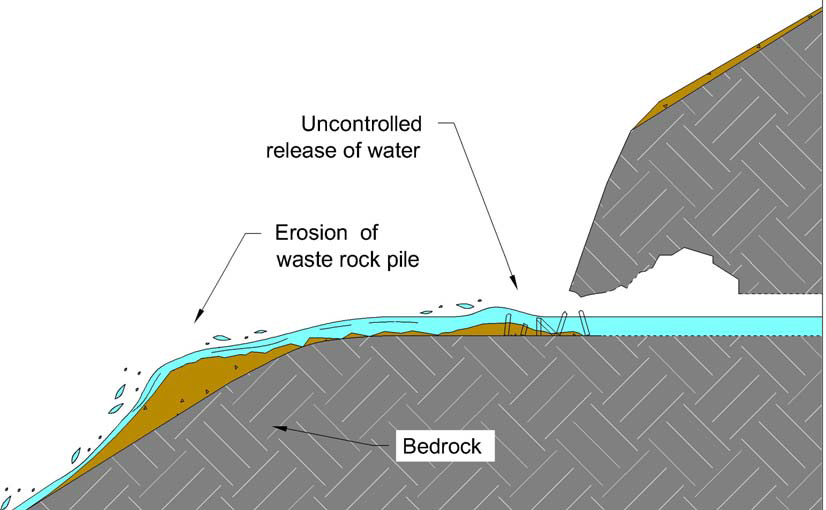 Uncontrolled
release of water
Erosion of
waste rock pile
Bedrock